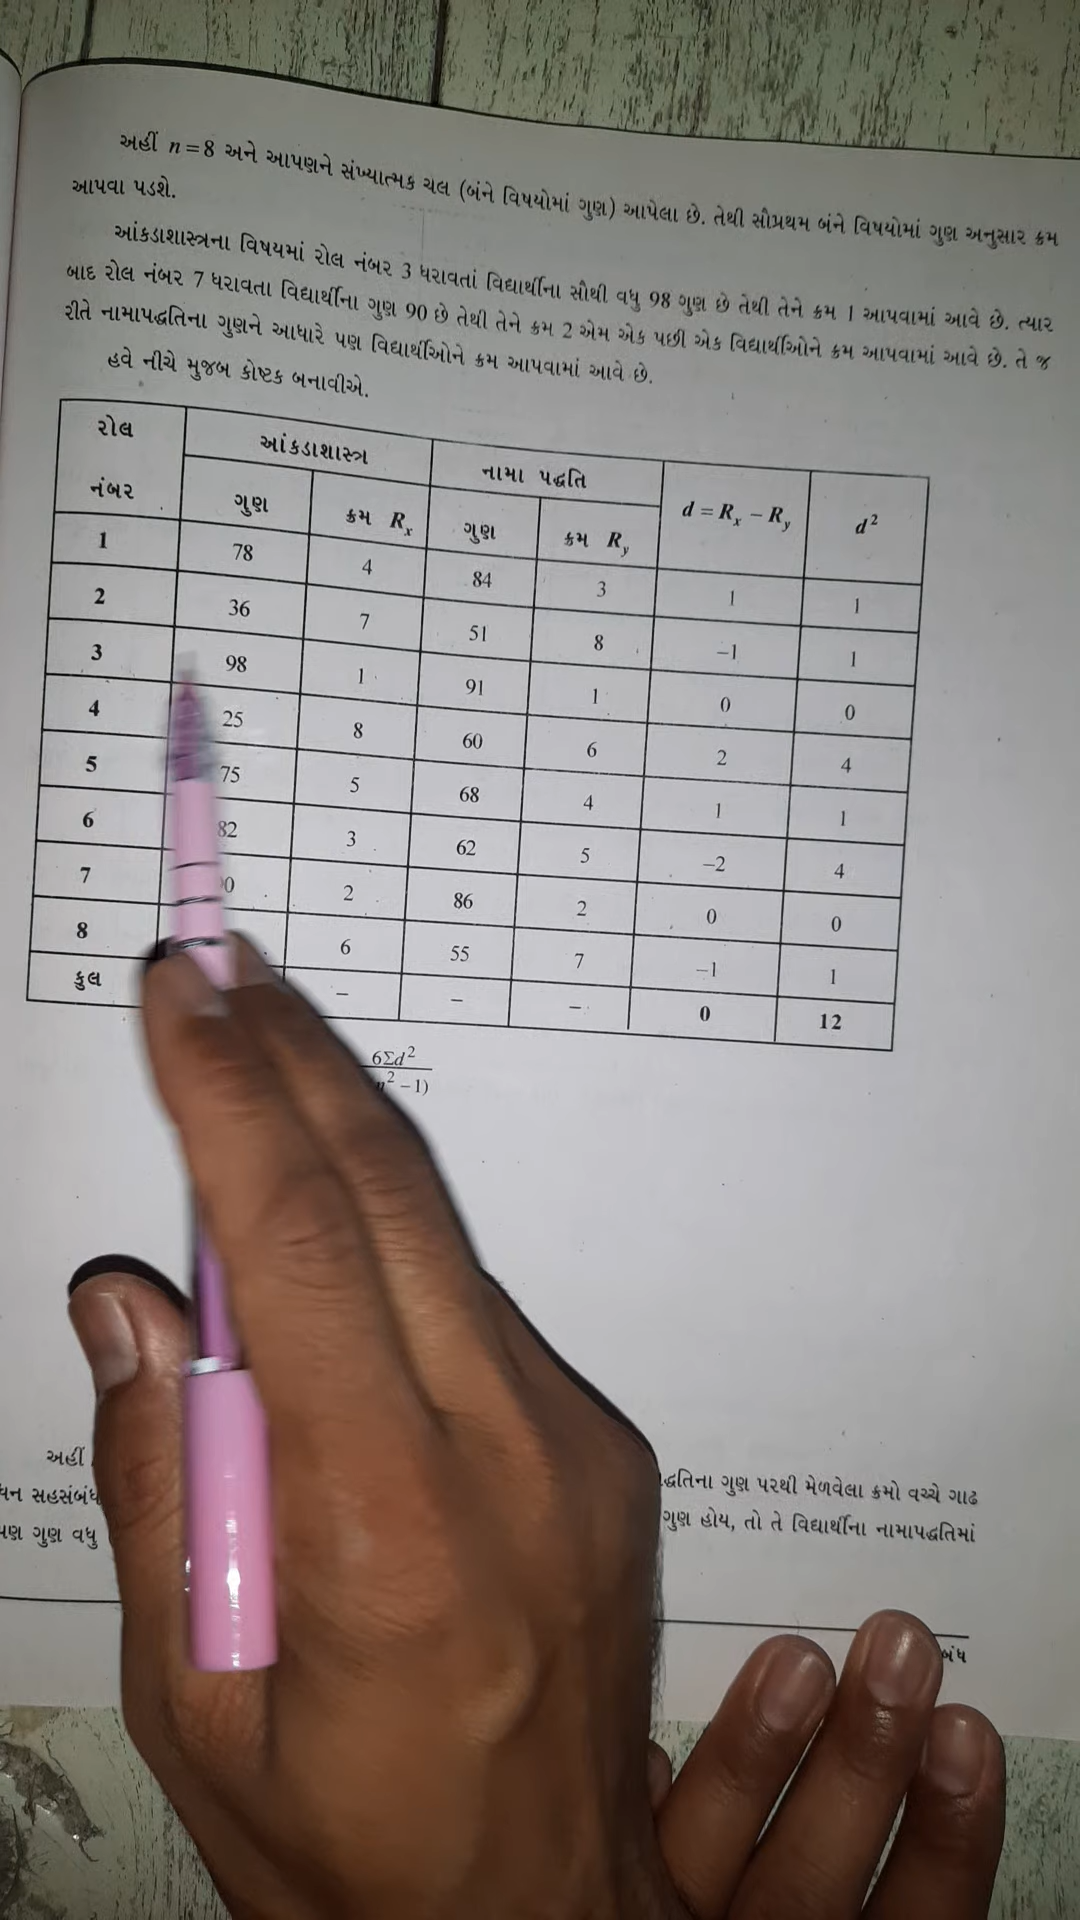 અહીં n = 8 અને આપણને સંખ્યાત્મક ચલ (બંને વિષયોમાં ગુણ) આપેલા છે. તેથી સૌપ્રથમ બંને વિષયોમાં ગુણ અનુસાર ક્રમ
આપવા પડશે.
આંકડાશાસ્ત્રના વિષયમાં રોલ નંબર 3 ધરાવતાં વિદ્યાર્થીના સૌથી વધુ 98 ગુણ છે તેથી તેને ક્રમ 1 આપવામાં આવે છે. ત્યાર
બાદ રોલ નંબર 7 ધરાવતા વિદ્યાર્થીના ગુણ 90 છે તેથી તેને ક્રમ 2 એમ એક પછી એક વિદ્યાર્થીઓને ક્રમ આપવામાં આવે છે. તે જ
રીતે નામાપદ્ધતિના ગુણને આધારે પણ વિદ્યાર્થીઓને ક્રમ આપવામાં આવે છે.
હવે નીચે મુજબ કોષ્ટક બનાવીએ.
રોલ નંબર આંકડાશાસ્ત્ર નામા પદ્ધતિ d = Rx – Ry d²
ગુણ ક્રમ Rx ગુણ ક્રમ Ry
1 78 4 84 3 1 1
2 36 7 51 8 –1 1
3 98 1 91 1 0 0
4 25 8 60 6 2 4
5 75 5 68 4 1 1
6 82 3 62 5 –2 4
7 2 86 2 0 0
8 6 55 7 –1 1
કુલ – – – 0 12
6Σd²
n² – 1)
અહીં
સહસંબંધ ગુણ પરથી મેળવેલા ક્રમો વચ્ચે ગાઢ
ગુણ વધુ ગુણ હોય, તો તે વિદ્યાર્થીના નામાપદ્ધતિમાં